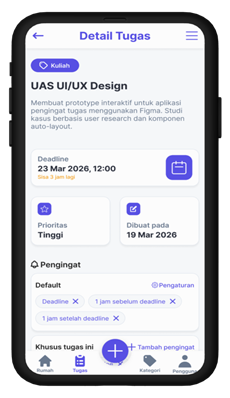 Detail Tugas
Kuliah
UAS UI/UX Design
Membuat prototype interaktif untuk aplikasi
pengingat tugas menggunakan Figma. Studi
kasus berbasis user research dan komponen
auto-layout.
Deadline
23 Mar 2026, 12:00
Sisa 3 jam lagi
Prioritas
Tinggi
Dibuat pada
19 Mar 2026
Pengingat
Default
Pengaturan
Deadline
1 jam sebelum deadline
1 jam setelah deadline
Khusus tugas ini
Tambah pengingat
Rumah
Tugas
Kategori
Pengguna